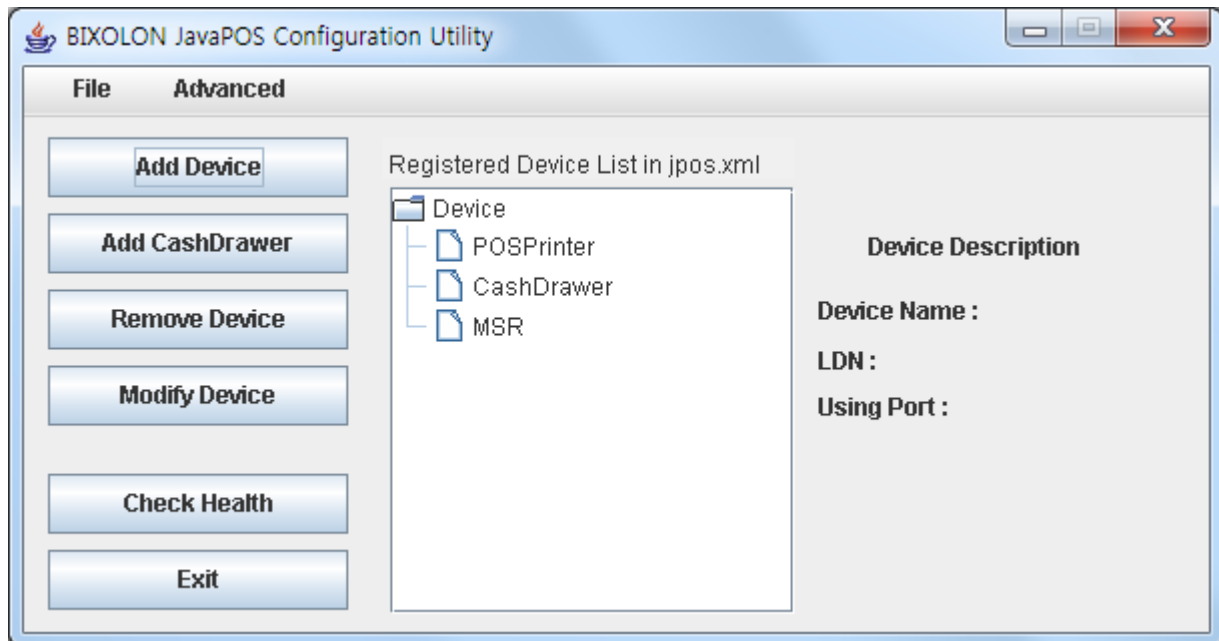 BIXOLON JavaPOS Configuration Utility
File Advanced
Add Device
Add CashDrawer
Remove Device
Modify Device
Check Health
Exit
Registered Device List in jpos.xml
Device
POSPrinter
CashDrawer
MSR
Device Description
Device Name :
LDN :
Using Port :